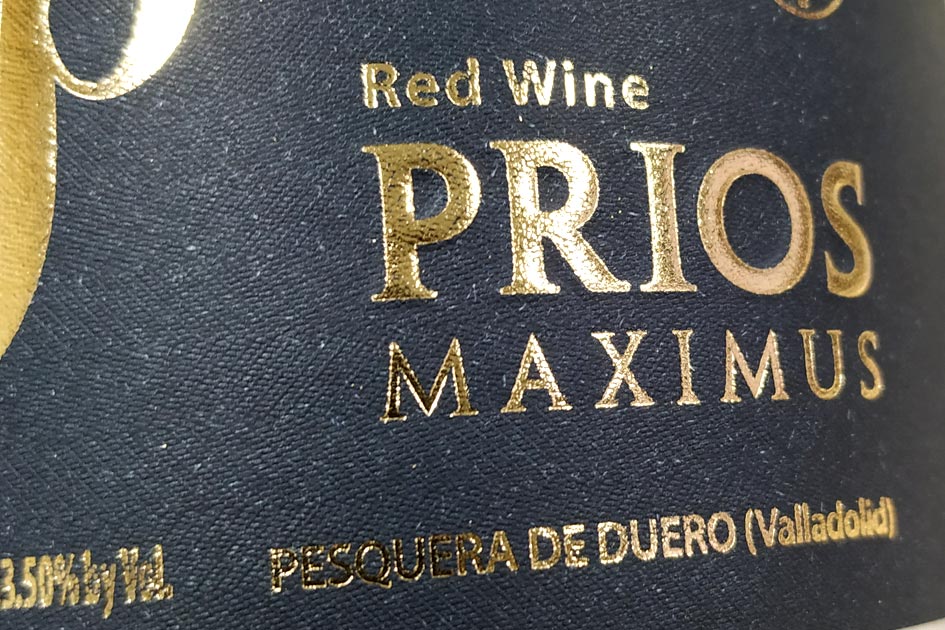 Red Wine
PRIOS
MAXIMUS
3.50% by Vol.
PESQUERA DE DUERO (Valladolid)